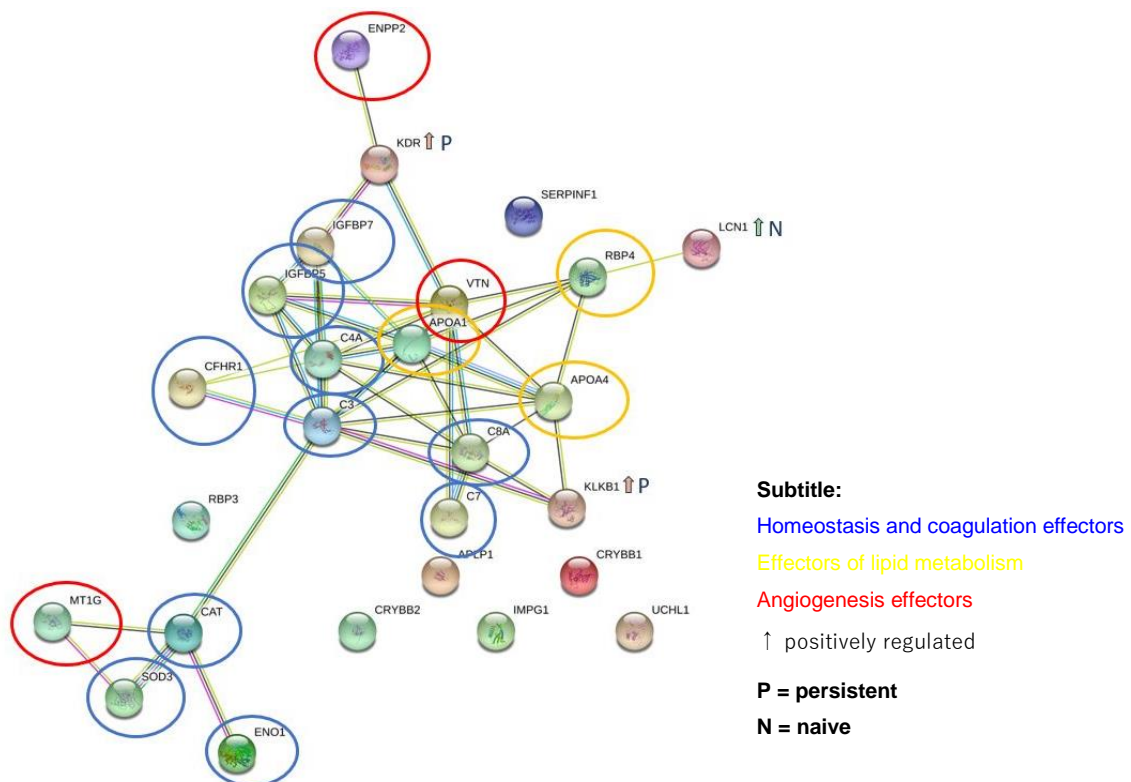 ENPP2
KDR ↑ P
SERPINF1
IGFBP7
LCN1 ↑ N
RBP4
IGFBP5
VTN
APOA1
C4A
CFHR1
APOA4
C3
C8A
KLKB1 ↑ P
C7
RBP3
APLP1
CRYBB1
MT1G
CAT
CRYBB2
IMPG1
UCHL1
SOD3
ENO1
Subtitle:
Homeostasis and coagulation effectors
Effectors of lipid metabolism
Angiogenesis effectors
↑ positively regulated
P = persistent
N = naive